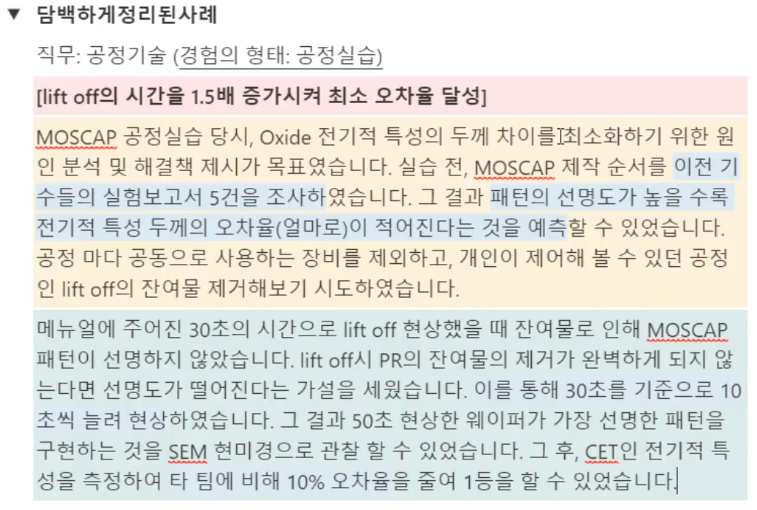 ▼ 담백하게정리된사례
직무: 공정기술 (경험의 형태: 공정실습)
[lift off의 시간을 1.5배 증가시켜 최소 오차율 달성]
MOSCAP 공정실습 당시, Oxide 전기적 특성의 두께 차이를 최소화하기 위한 원
인 분석 및 해결책 제시가 목표였습니다. 실습 전, MOSCAP 제작 순서를 이전 기
수들의 실험보고서 5건을 조사하였습니다. 그 결과 패턴의 선명도가 높을 수록
전기적 특성 두께의 오차율(얼마로)이 적어진다는 것을 예측할 수 있었습니다.
공정 마다 공동으로 사용하는 장비를 제외하고, 개인이 제어해 볼 수 있던 공정
인 lift off의 잔여물 제거해보기 시도하였습니다.
메뉴얼에 주어진 30초의 시간으로 lift off 현상했을 때 잔여물로 인해 MOSCAP
패턴이 선명하지 않았습니다. lift off시 PR의 잔여물의 제거가 완벽하게 되지 않
는다면 선명도가 떨어진다는 가설을 세웠습니다. 이를 통해 30초를 기준으로 10
초씩 늘려 현상하였습니다. 그 결과 50초 현상한 웨이퍼가 가장 선명한 패턴을
구현하는 것을 SEM 현미경으로 관찰 할 수 있었습니다. 그 후, CET인 전기적 특
성을 측정하여 타 팀에 비해 10% 오차율을 줄여 1등을 할 수 있었습니다.